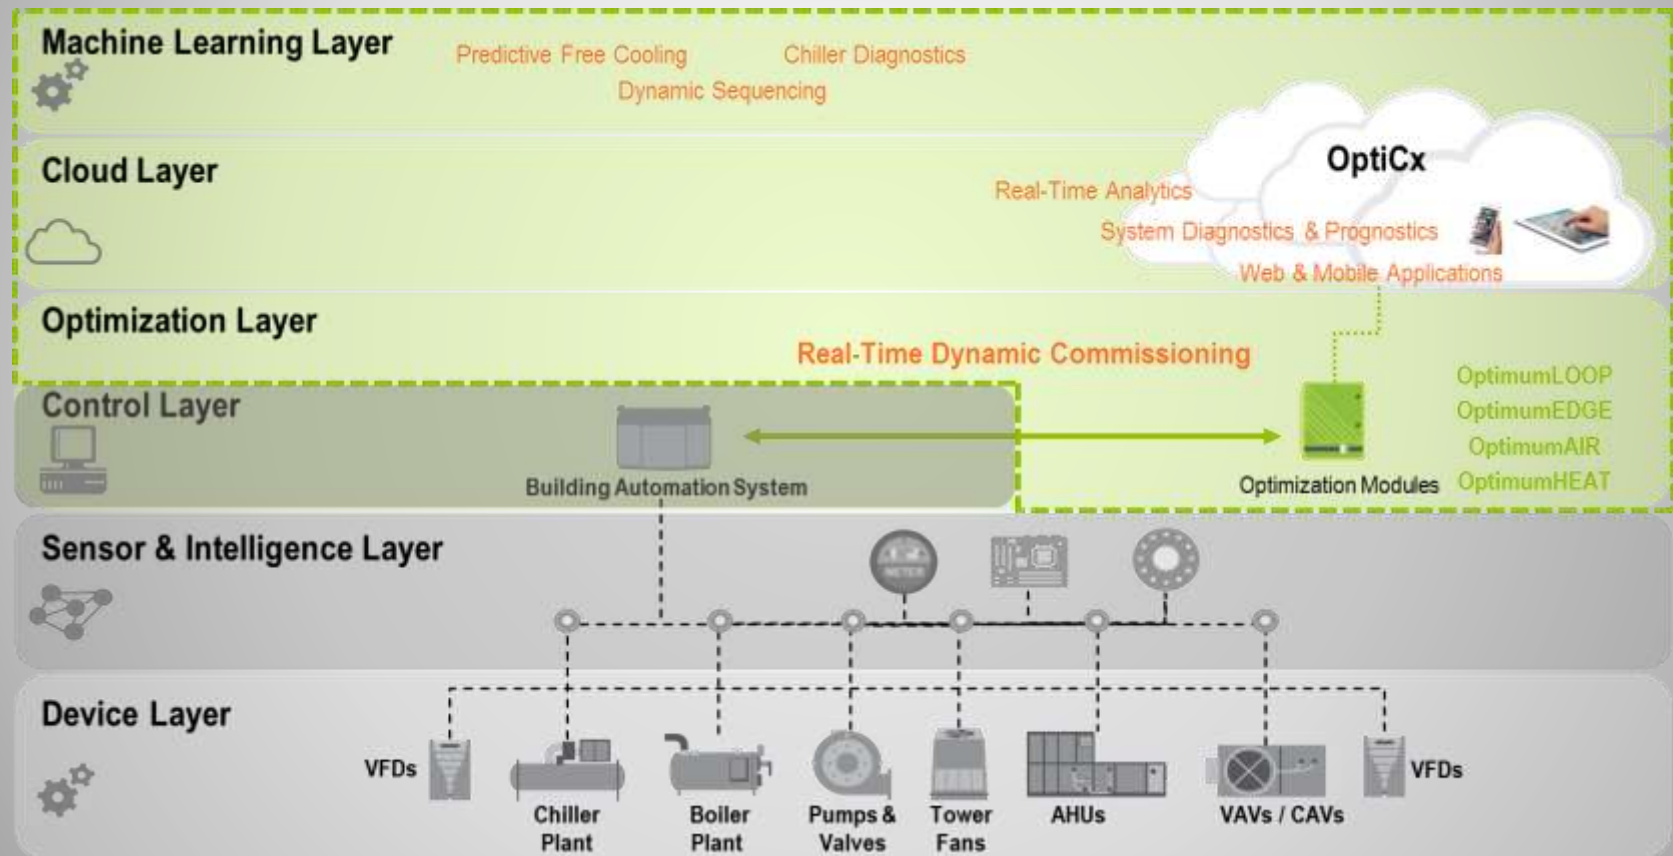 Machine Learning Layer
Predictive Free Cooling
Chiller Diagnostics
Dynamic Sequencing
Cloud Layer
OptiCx
Real-Time Analytics
System Diagnostics & Prognostics
Web & Mobile Applications
Optimization Layer
Real-Time Dynamic Commissioning
OptimumLOOP
OptimumEDGE
OptimumAIR
OptimumHEAT
Optimization Modules
Control Layer
Building Automation System
Sensor & Intelligence Layer
METER
Device Layer
VFDs
Chiller
Plant
Boiler
Plant
Pumps &
Valves
Tower
Fans
AHUs
VAVs / CAVs
VFDs